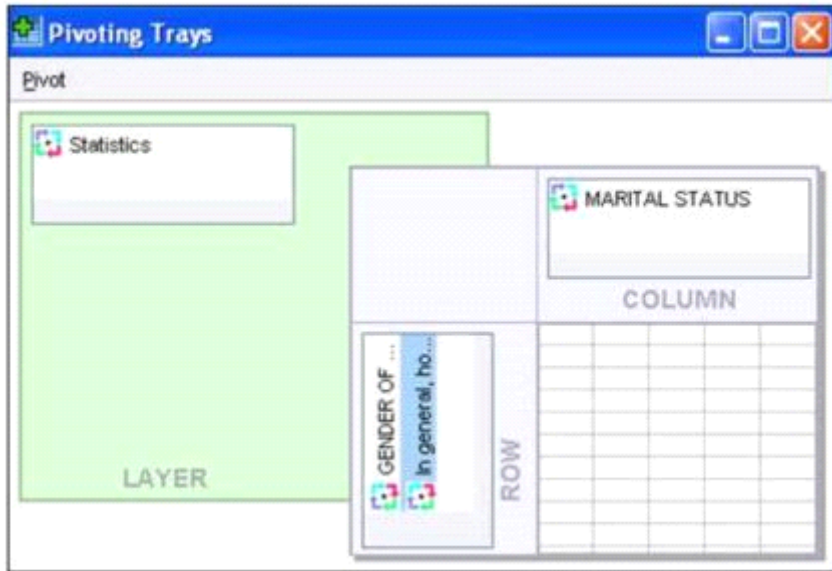 Pivoting Trays
Pivot
Statistics
MARITAL STATUS
COLUMN
GENDER OF ...
In general, ho...
ROW
LAYER